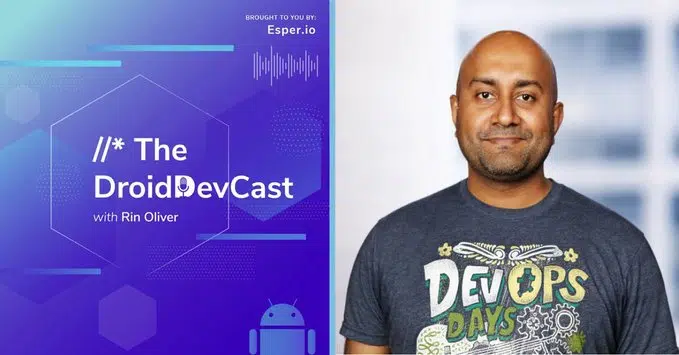 BROUGHT TO YOU BY:
Esper.io
//* The
DroidDevCast
with Rin Oliver
DEVOPS
DAYS